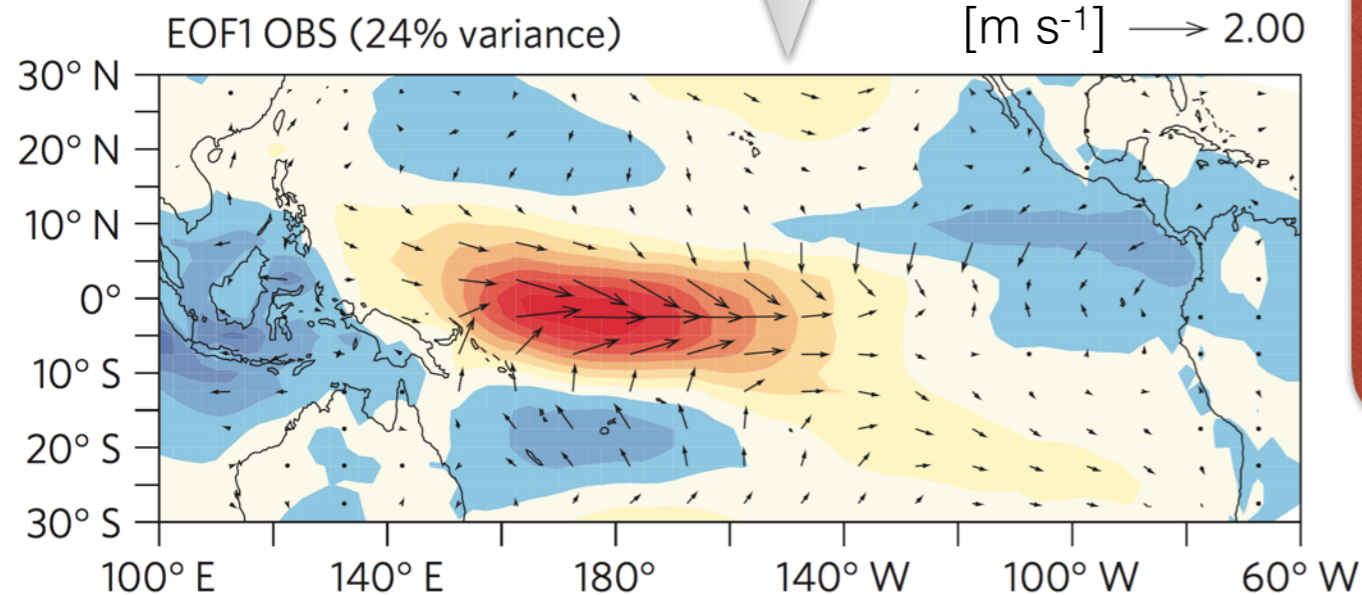 EOF1 OBS (24% variance) [m s-1] 2.00
30° N
20° N
10° N
0°
10° S
20° S
30° S
100° E 140° E 180° 140° W 100° W 60° W